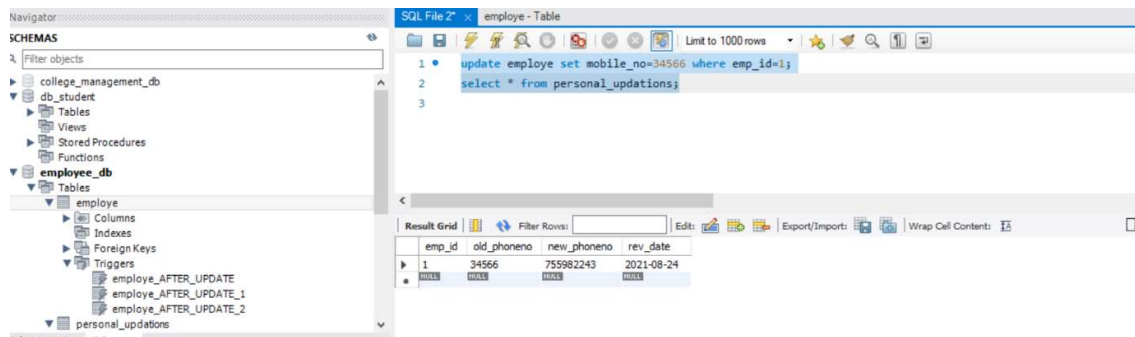 Navigator
SCHEMAS
Filter objects
college_management_db
db_student
Tables
Views
Stored Procedures
Functions
employee_db
Tables
employe
Columns
Indexes
Foreign Keys
Triggers
employe_AFTER_UPDATE
employe_AFTER_UPDATE_1
employe_AFTER_UPDATE_2
personal_updations
SQL File 2* employe - Table
Limit to 1000 rows
1 update employe set mobile_no=34566 where emp_id=1;
2 select * from personal_updations;
3
Result Grid Filter Rows: Edit: Export/Import: Wrap Cell Content:
emp_id old_phoneno new_phoneno rev_date
1 34566 755982243 2021-08-24
NULL NULL NULL NULL